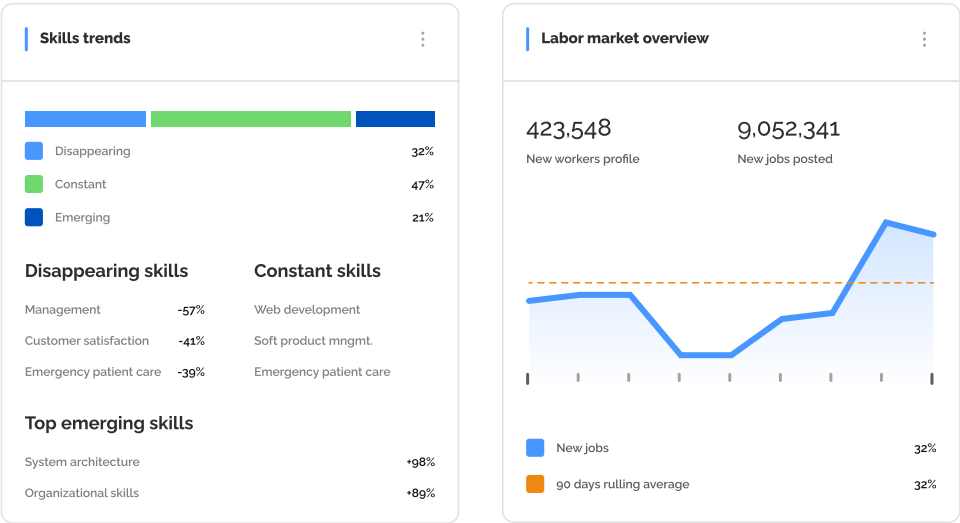 Skills trends
Disappearing 32%
Constant 47%
Emerging 21%
Disappearing skills
Management -57%
Customer satisfaction -41%
Emergency patient care -39%
Constant skills
Web development
Soft product mngmt.
Emergency patient care
Top emerging skills
System architecture +98%
Organizational skills +89%
Labor market overview
423,548
New workers profile
9,052,341
New jobs posted
New jobs 32%
90 days rulling average 32%